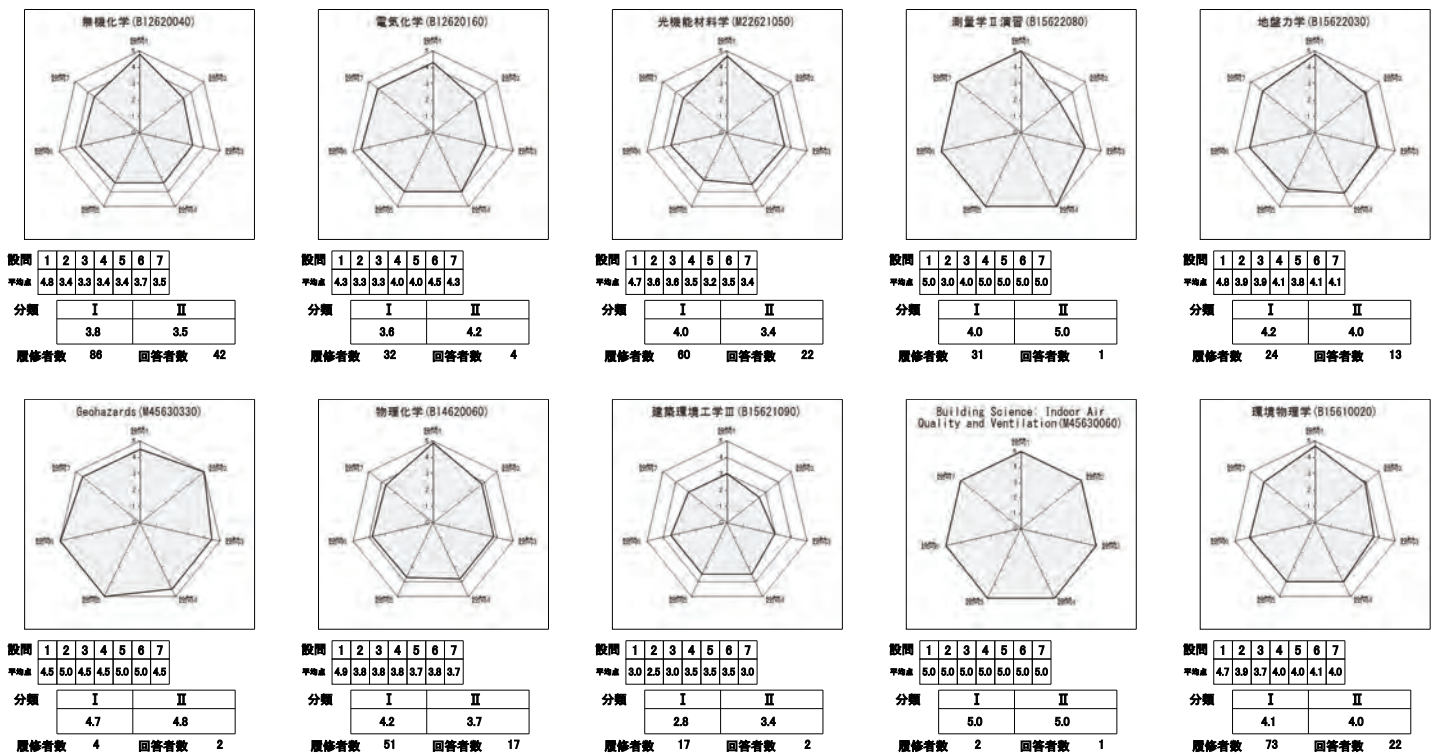 無機化学(B12620040)
設問 1 2 3 4 5 6 7
平均点 4.8 3.4 3.3 3.4 3.4 3.7 3.5
分類 Ⅰ Ⅱ
3.8 3.5
履修者数 86 回答者数 42
電気化学(B12620160)
設問 1 2 3 4 5 6 7
平均点 4.3 3.3 3.3 4.0 4.0 4.5 4.3
分類 Ⅰ Ⅱ
3.6 4.2
履修者数 32 回答者数 4
光機能材料学(M22621050)
設問 1 2 3 4 5 6 7
平均点 4.7 3.6 3.6 3.5 3.2 3.5 3.4
分類 Ⅰ Ⅱ
4.0 3.4
履修者数 60 回答者数 22
測量学Ⅱ演習(B15622080)
設問 1 2 3 4 5 6 7
平均点 5.0 3.0 4.0 5.0 5.0 5.0 5.0
分類 Ⅰ Ⅱ
4.0 5.0
履修者数 31 回答者数 1
地盤力学(B15622030)
設問 1 2 3 4 5 6 7
平均点 4.8 3.9 3.9 4.1 3.8 4.1 4.1
分類 Ⅰ Ⅱ
4.2 4.0
履修者数 24 回答者数 13
Geohazards(M45630330)
設問 1 2 3 4 5 6 7
平均点 4.5 5.0 4.5 4.5 5.0 5.0 4.5
分類 Ⅰ Ⅱ
4.7 4.8
履修者数 4 回答者数 2
物理化学(B14620060)
設問 1 2 3 4 5 6 7
平均点 4.9 3.8 3.8 3.8 3.7 3.8 3.7
分類 Ⅰ Ⅱ
4.2 3.7
履修者数 51 回答者数 17
建築環境工学Ⅲ(B15621090)
設問 1 2 3 4 5 6 7
平均点 3.0 2.5 3.0 3.5 3.5 3.5 3.0
分類 Ⅰ Ⅱ
2.8 3.4
履修者数 17 回答者数 2
Building Science: Indoor Air
Quality and Ventilation(M45630060)
設問 1 2 3 4 5 6 7
平均点 5.0 5.0 5.0 5.0 5.0 5.0 5.0
分類 Ⅰ Ⅱ
5.0 5.0
履修者数 2 回答者数 1
環境物理学(B15610020)
設問 1 2 3 4 5 6 7
平均点 4.7 3.9 3.7 4.0 4.0 4.1 4.0
分類 Ⅰ Ⅱ
4.1 4.0
履修者数 73 回答者数 22